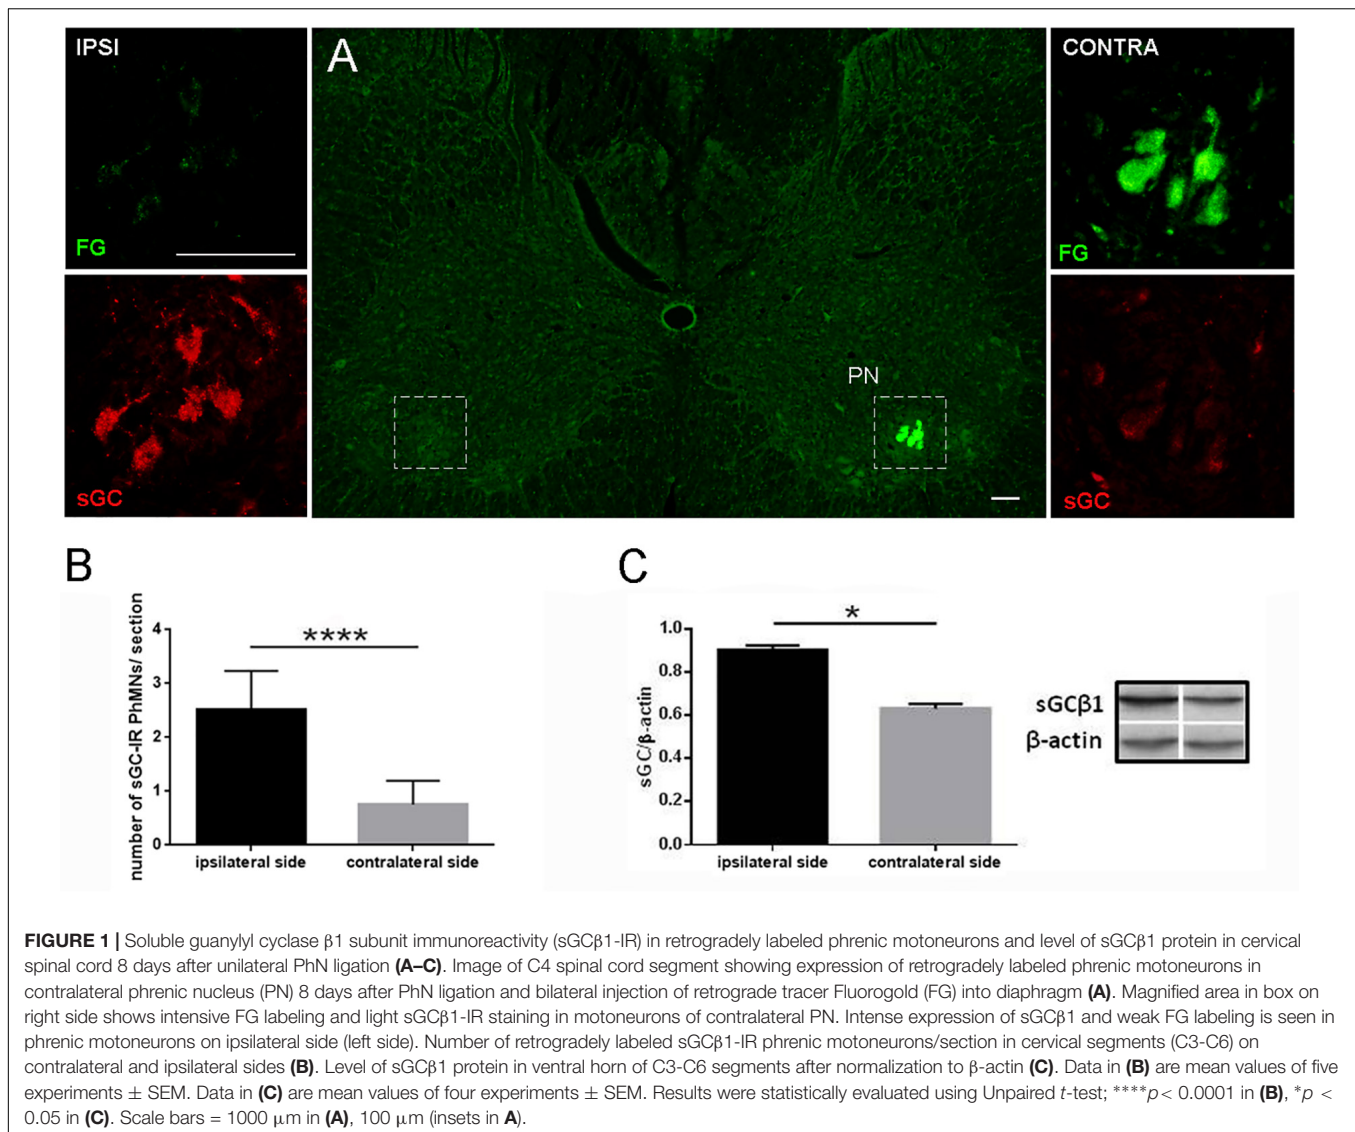 IPSI
A
CONTRA
FG
FG
PN
sGC
sGC
B
number of sGC-IR PhMNs/ section
4
3
2
1
0
****
ipsilateral side
contralateral side
C
sGC/β-actin
1.0
0.8
0.6
0.4
0.2
0.0
*
ipsilateral side
contralateral side
sGCβ1
β-actin
FIGURE 1 | Soluble guanylyl cyclase β1 subunit immunoreactivity (sGCβ1-IR) in retrogradely labeled phrenic motoneurons and level of sGCβ1 protein in cervical
spinal cord 8 days after unilateral PhN ligation (A–C). Image of C4 spinal cord segment showing expression of retrogradely labeled phrenic motoneurons in
contralateral phrenic nucleus (PN) 8 days after PhN ligation and bilateral injection of retrograde tracer Fluorogold (FG) into diaphragm (A). Magnified area in box on
right side shows intensive FG labeling and light sGCβ1-IR staining in motoneurons of contralateral PN. Intense expression of sGCβ1 and weak FG labeling is seen in
phrenic motoneurons on ipsilateral side (left side). Number of retrogradely labeled sGCβ1-IR phrenic motoneurons/section in cervical segments (C3-C6) on
contralateral and ipsilateral sides (B). Level of sGCβ1 protein in ventral horn of C3-C6 segments after normalization to β-actin (C). Data in (B) are mean values of five
experiments ± SEM. Data in (C) are mean values of four experiments ± SEM. Results were statistically evaluated using Unpaired t-test; ****p< 0.0001 in (B), *p <
0.05 in (C). Scale bars = 1000 μm in (A), 100 μm (insets in A).